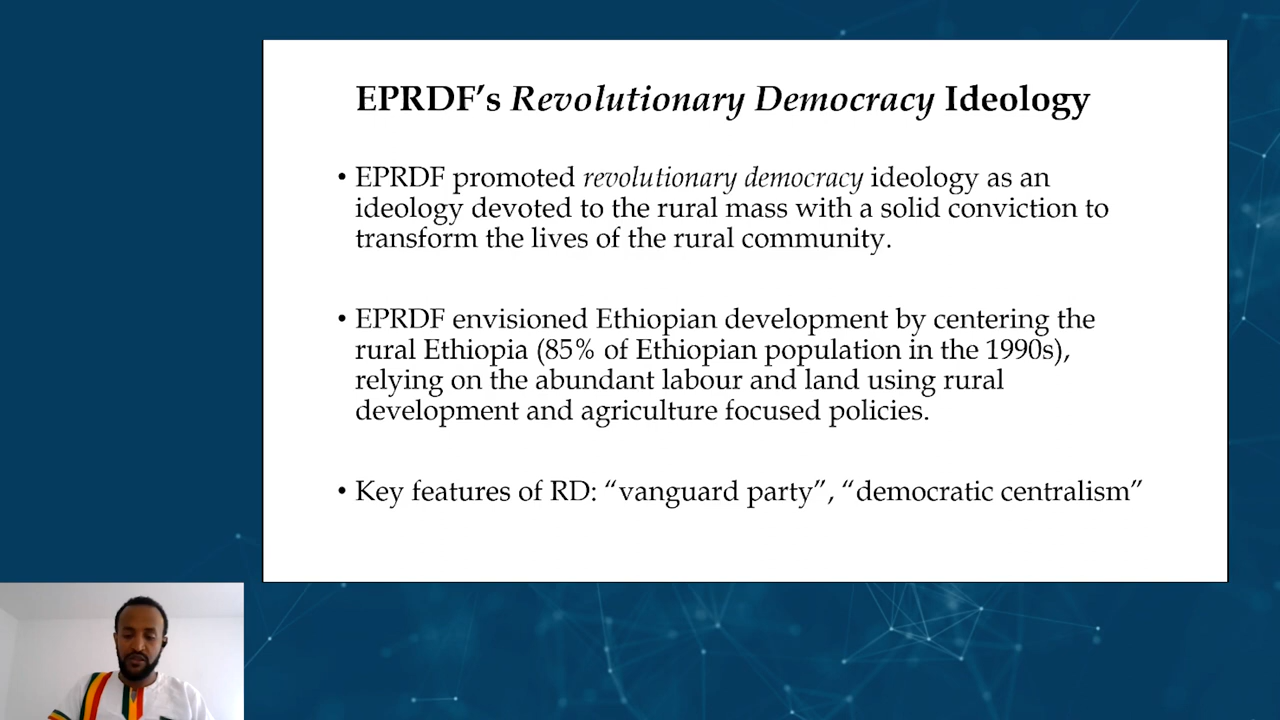 EPRDF’s Revolutionary Democracy Ideology
• EPRDF promoted revolutionary democracy ideology as an
ideology devoted to the rural mass with a solid conviction to
transform the lives of the rural community.
• EPRDF envisioned Ethiopian development by centering the
rural Ethiopia (85% of Ethiopian population in the 1990s),
relying on the abundant labour and land using rural
development and agriculture focused policies.
• Key features of RD: “vanguard party”, “democratic centralism”